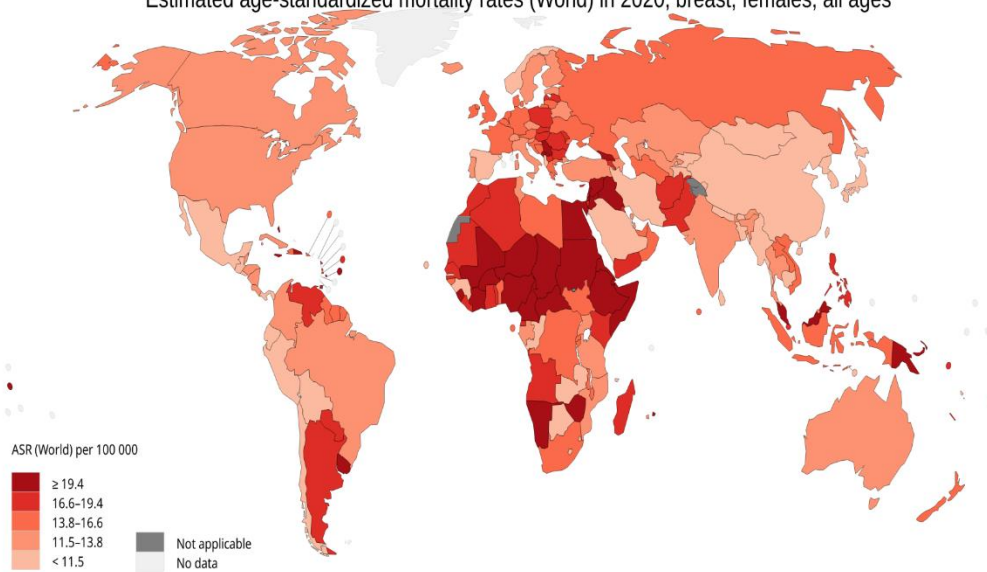 Estimated age-standardized mortality rates (World) in 2020, breast, females, all ages
ASR (World) per 100 000
≥ 19.4
16.6–19.4
13.8–16.6
11.5–13.8
< 11.5
Not applicable
No data